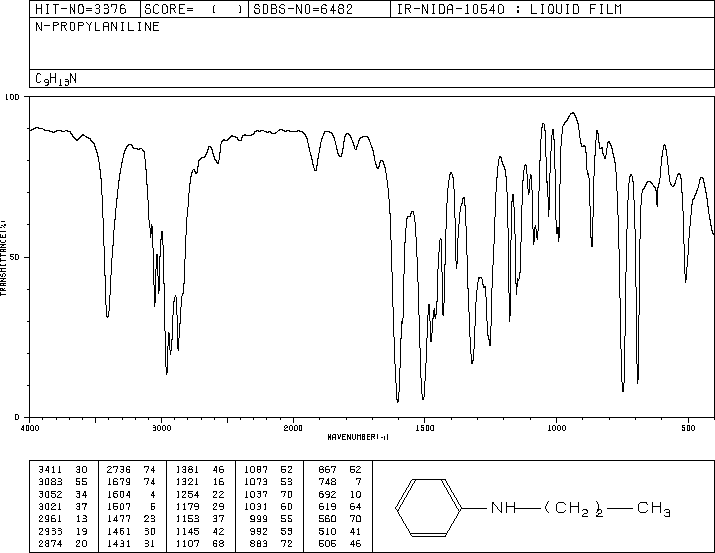 HIT-NO=3376 SCORE= ( ) SDBS-NO=6482 IR-NIDA-10540 : LIQUID FILM
N-PROPYLANILINE
C9H13N
100
TRANSMITTANCE(%)
50
0
4000 3000 2000 1500 1000 500
WAVENUMBER(-1)
3411 30 2736 74 1381 46 1087 52 867 52
3083 55 1679 74 1321 16 1073 53 748 7
3052 34 1604 4 1254 22 1037 70 692 10
3021 37 1507 5 1179 29 1031 60 619 64
2961 13 1477 23 1153 37 999 55 560 70
2933 19 1461 30 1145 42 992 53 510 41
2874 20 1431 31 1107 68 883 72 505 46
NH (CH2)2 CH3